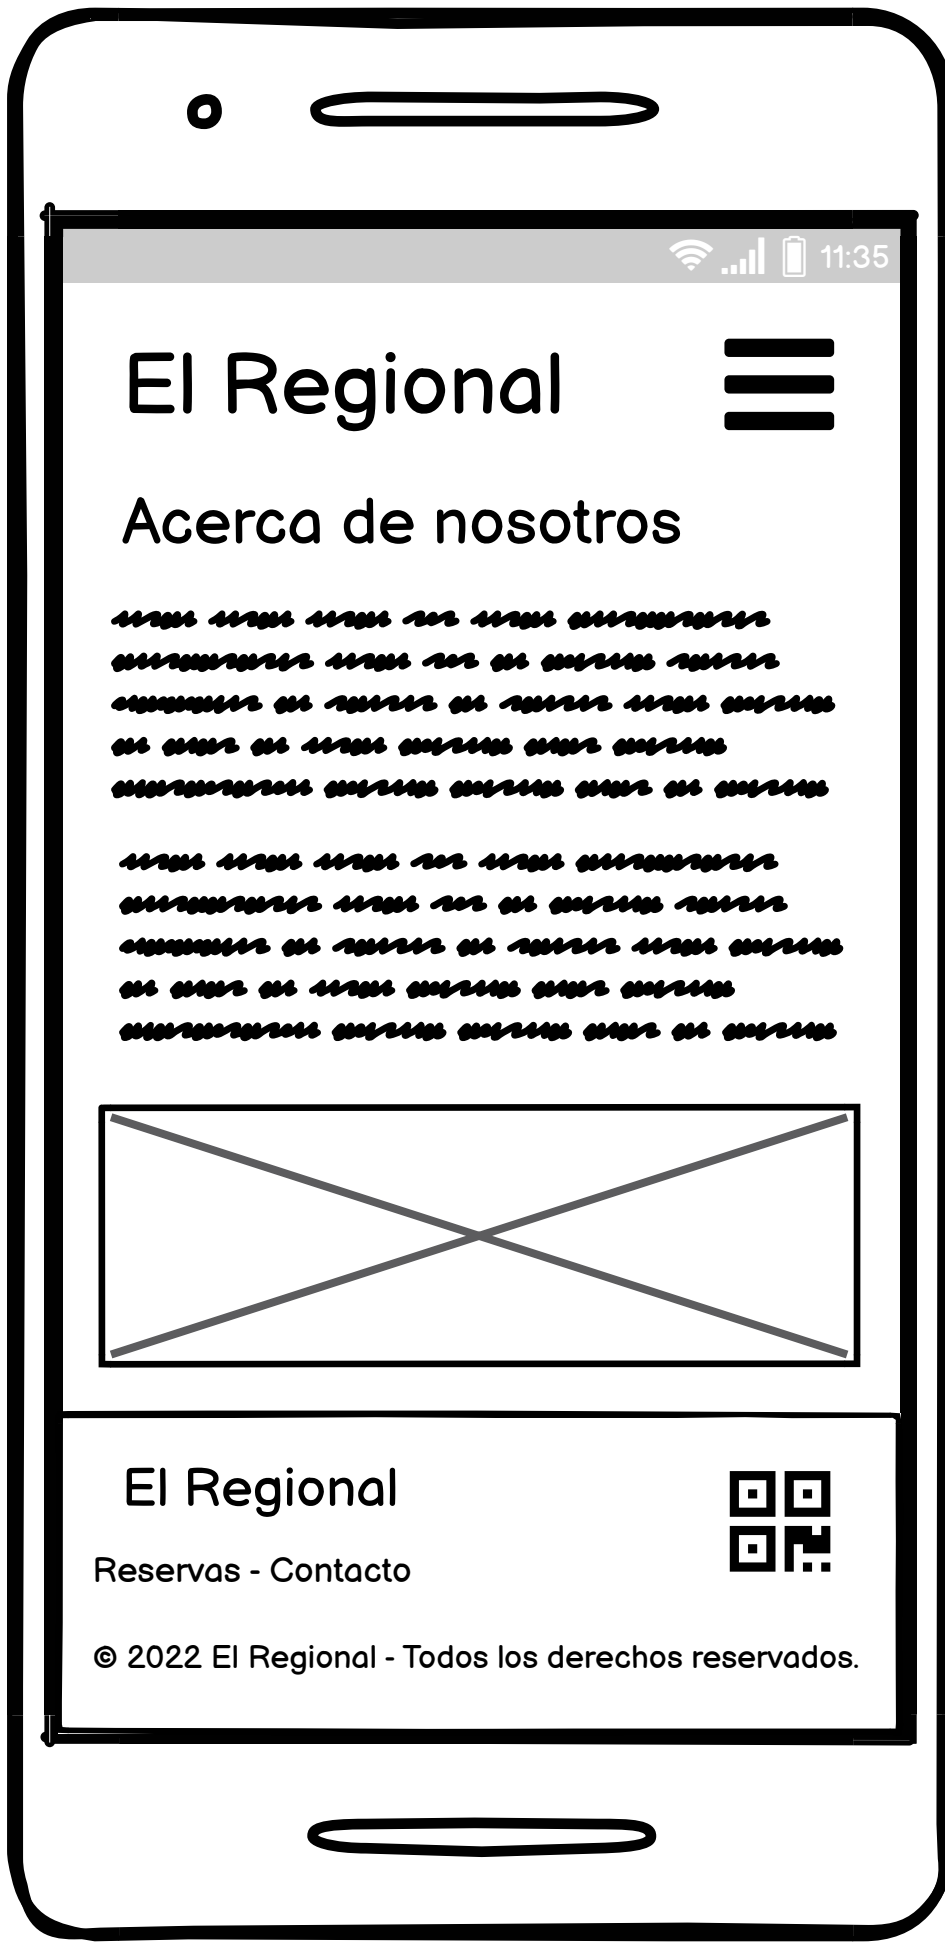 11:35
El Regional
Acerca de nosotros
El Regional
Reservas - Contacto
© 2022 El Regional - Todos los derechos reservados.